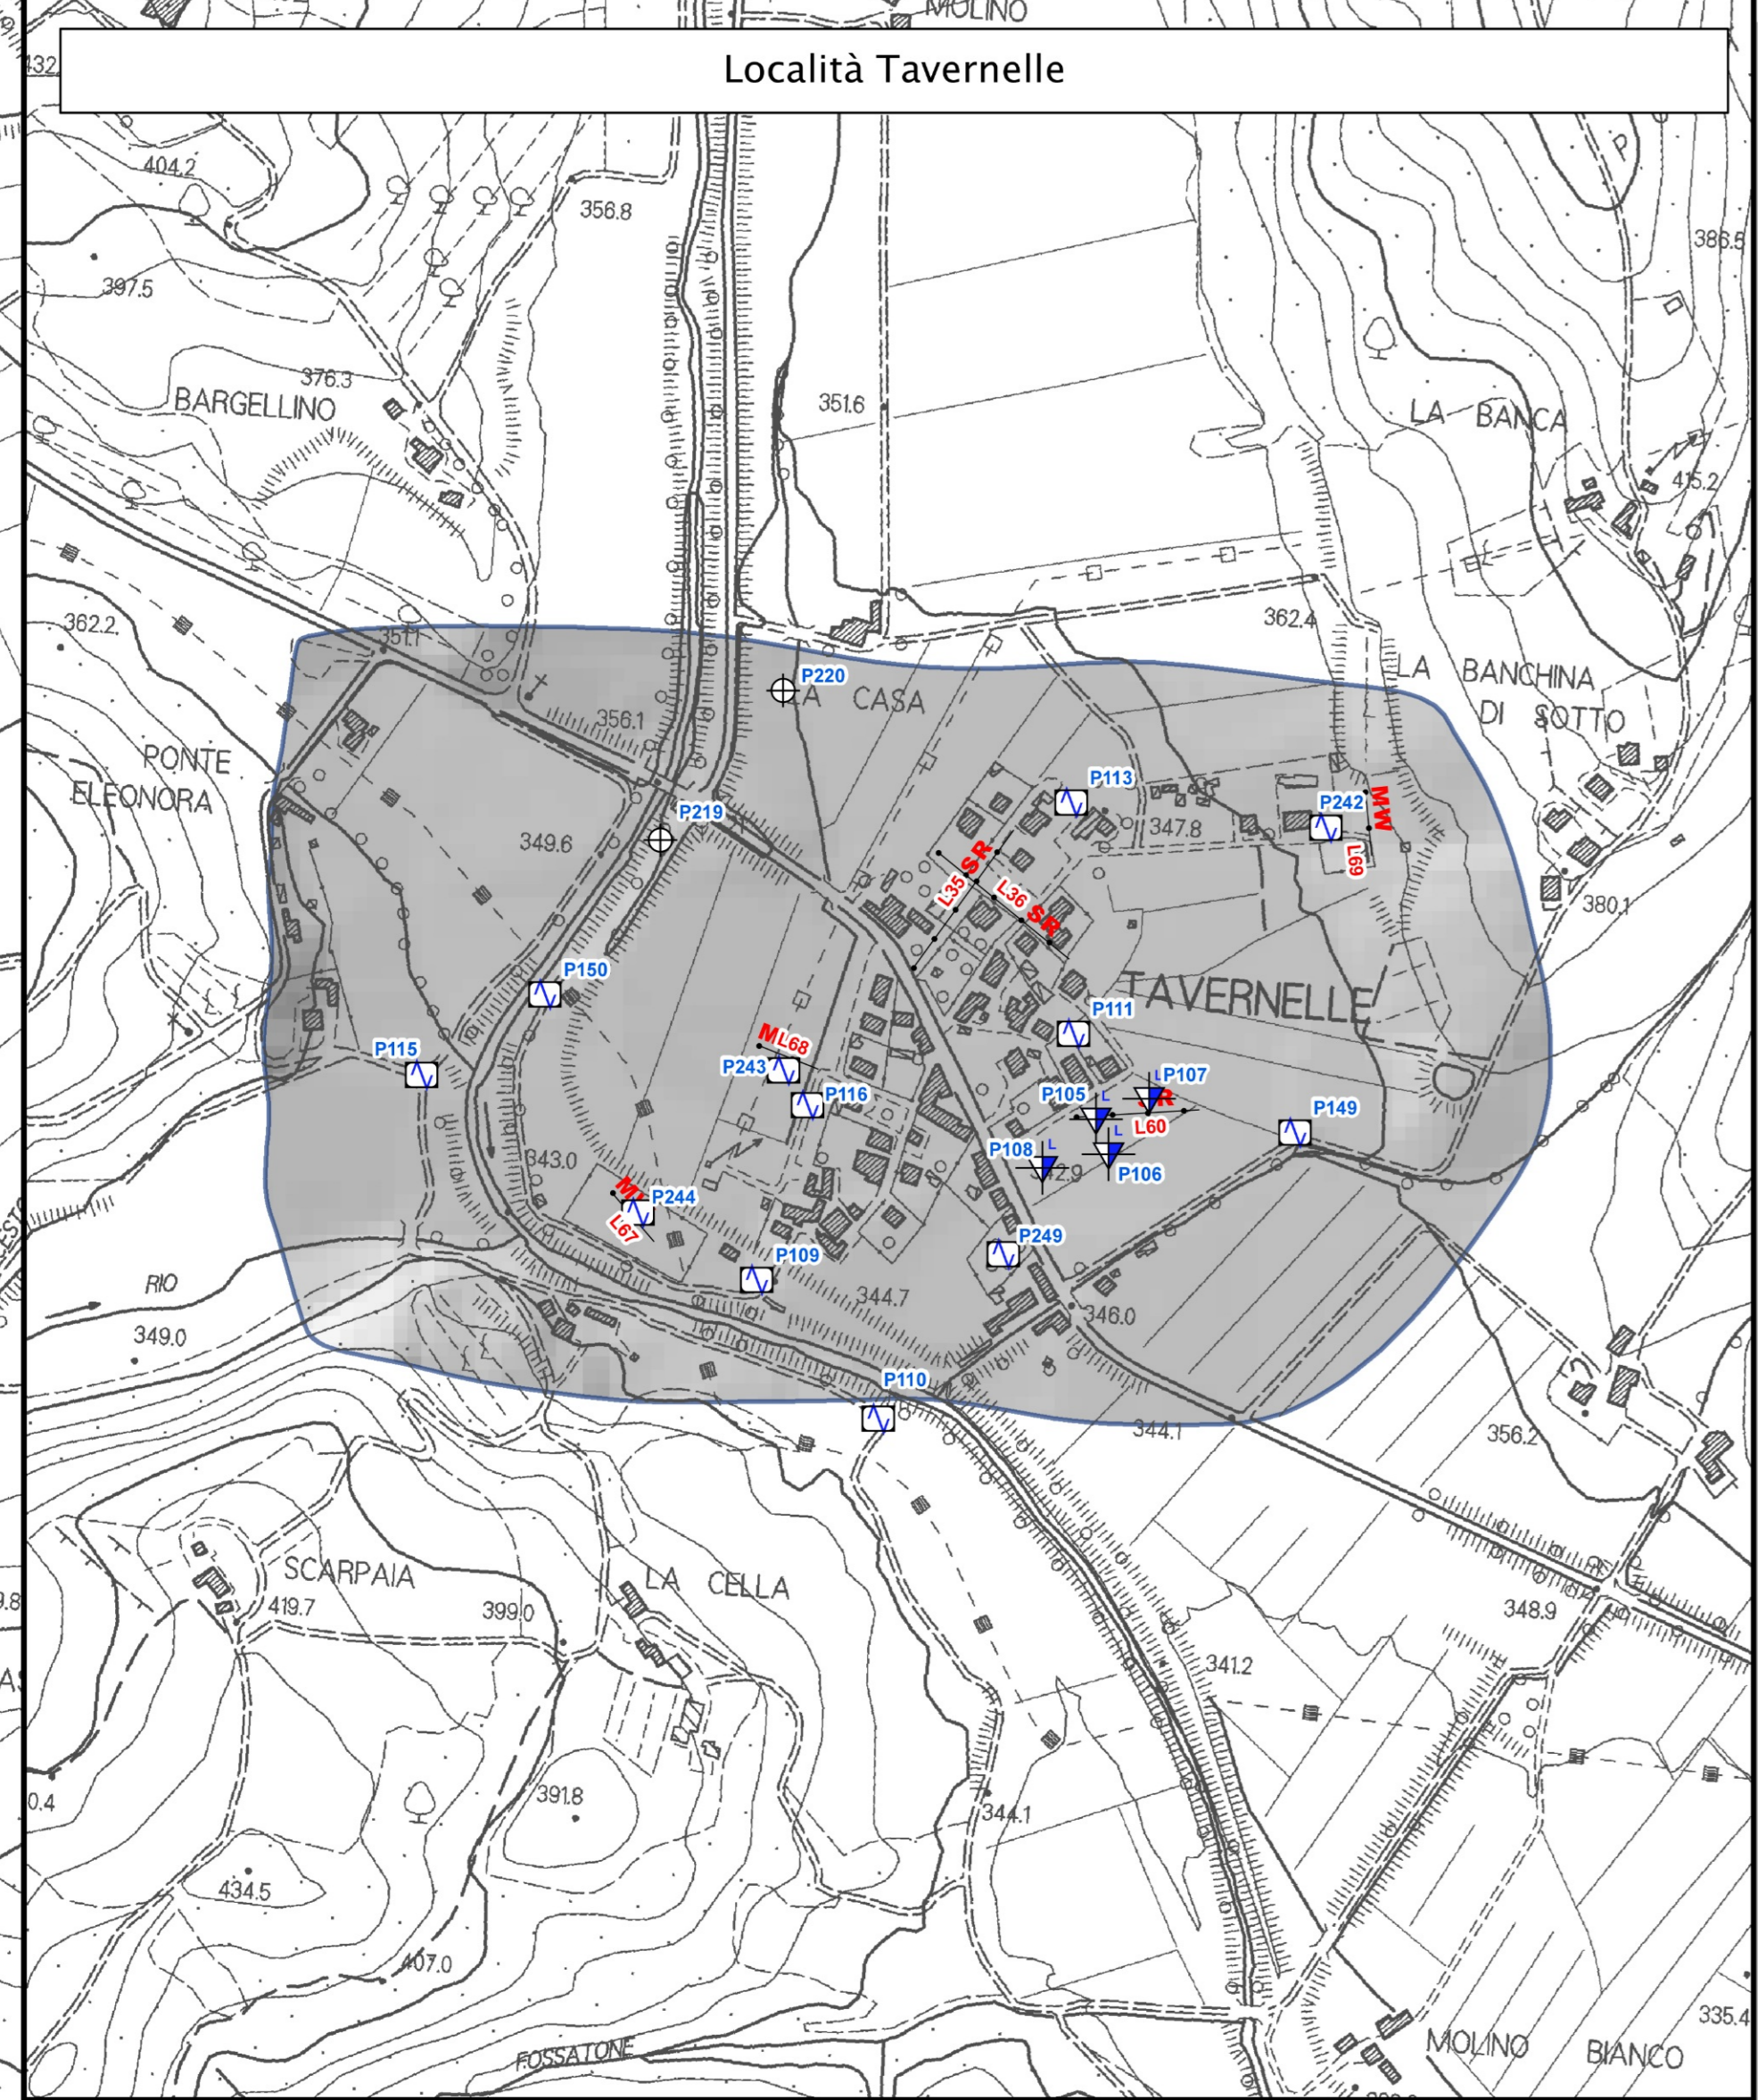 MOLINO
Località Tavernelle
404.2
356.8
386.5
397.5
376.3
BARGELLINO
351.6
LA BANCA
415.2
362.2
351.1
362.4
LA BANCHINA
DI SOTTO
P220
CASA
356.1
PONTE
ELEONORA
P113
P242
MW
P219
349.6
347.8
L69
SR
L35
L36
SR
380.1
P150
TAVERNELLE
P111
M
L68
P115
P243
P107
L
P116
P105
L
L60
P149
P108
L
L
P106
343.0
P244
L67
P249
P109
RIO
344.7
346.0
349.0
P110
344.1
356.2
SCARPAIA
LA CELLA
419.7
399.0
348.9
341.2
391.8
344.1
434.5
407.0
335.4
FOSSATONE
MOLINO BIANCO